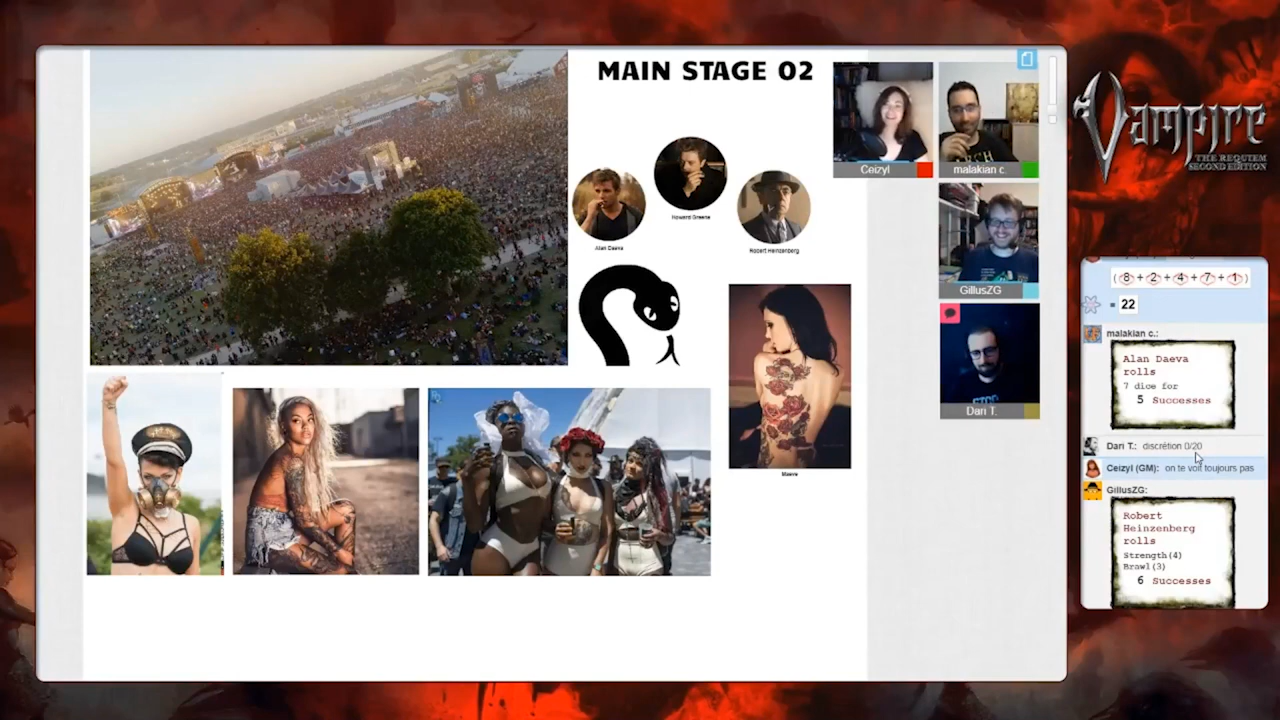 MAIN STAGE 02
Alan Daeva
Howard Greene
Robert Heinzenberg
Maeve
Ceizyl
malakian c.
GillusZG
Dari T.
Vampire
THE REQUIEM
SECOND EDITION
(8+2+4+7+1)
= 22
malakian c.:
Alan Daeva
rolls
7 dice for
5 Successes
Dari T.: discrétion 0/20
Ceizyl (GM): on te voit toujours pas
GillusZG:
Robert
Heinzenberg
rolls
Strength(4)
Brawl(3)
6 Successes